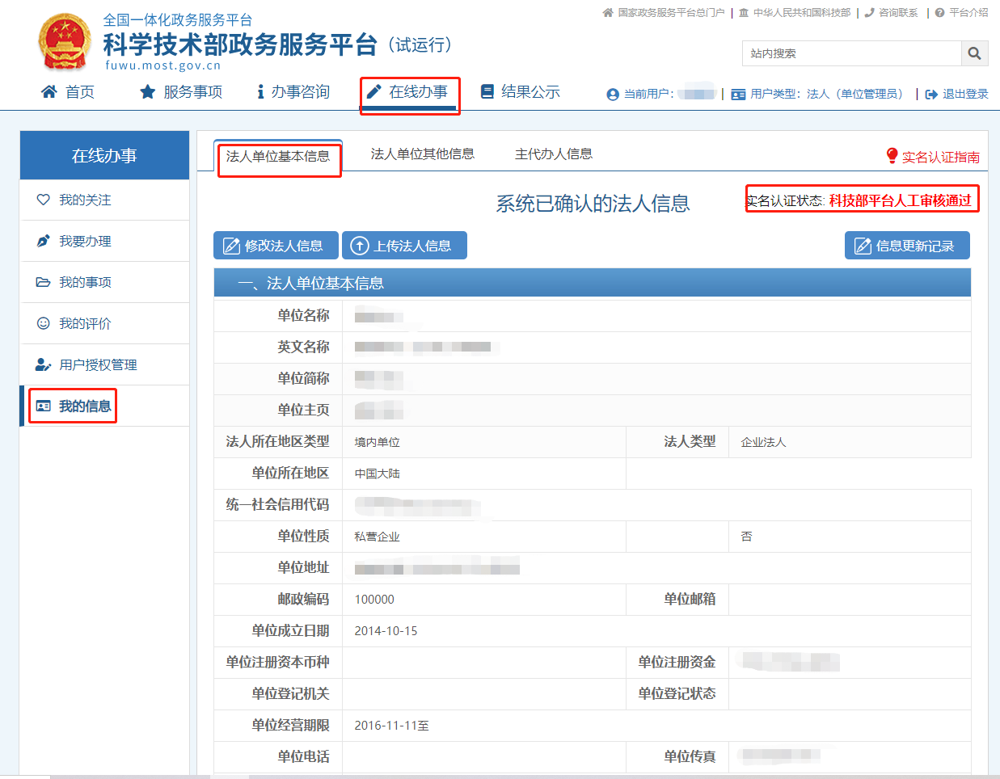 国家政务服务平台总门户 | 中华人民共和国科技部 | 咨询联系 | 平台介绍
全国一体化政务服务平台
科学技术部政务服务平台（试运行）
fuwu.most.gov.cn
站内搜索
首页 服务事项 办事咨询 在线办事 结果公示
当前用户: | 用户类型: 法人（单位管理员） | 退出登录
在线办事
我的关注
我要办理
我的事项
我的评价
用户授权管理
我的信息
法人单位基本信息 法人单位其他信息 主代办人信息 实名认证指南
系统已确认的法人信息
实名认证状态: 科技部平台人工审核通过
修改法人信息 上传法人信息 信息更新记录
一、法人单位基本信息
单位名称
英文名称
单位简称
单位主页
法人所在地区类型 境内单位 法人类型 企业法人
单位所在地区 中国大陆
统一社会信用代码
单位性质 私营企业 否
单位地址
邮政编码 100000 单位邮箱
单位成立日期 2014-10-15
单位注册资本币种 单位注册资金
单位登记机关 单位登记状态
单位经营期限 2016-11-11至
单位电话 单位传真